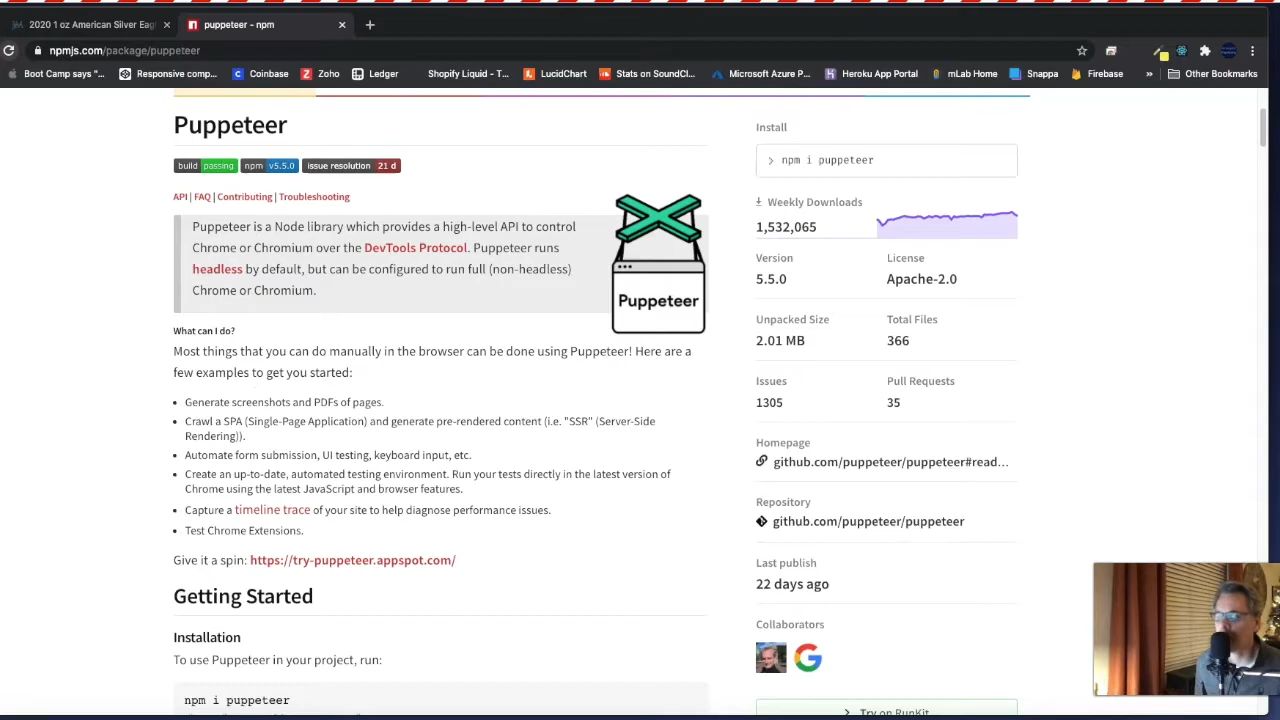 2020 1 oz American Silver Eag
puppeteer - npm
npmjs.com/package/puppeteer
Boot Camp says "...
Responsive comp...
Coinbase
Zoho
Ledger
Shopify Liquid - T...
LucidChart
Stats on SoundCl...
Microsoft Azure P...
Heroku App Portal
mLab Home
Snappa
Firebase
»
Other Bookmarks
Puppeteer
build passing npm v5.5.0 issue resolution 21 d
API | FAQ | Contributing | Troubleshooting
Puppeteer is a Node library which provides a high-level API to control
Chrome or Chromium over the DevTools Protocol. Puppeteer runs
headless by default, but can be configured to run full (non-headless)
Chrome or Chromium.
Puppeteer
What can I do?
Most things that you can do manually in the browser can be done using Puppeteer! Here are a
few examples to get you started:
• Generate screenshots and PDFs of pages.
• Crawl a SPA (Single-Page Application) and generate pre-rendered content (i.e. "SSR" (Server-Side
Rendering)).
• Automate form submission, UI testing, keyboard input, etc.
• Create an up-to-date, automated testing environment. Run your tests directly in the latest version of
Chrome using the latest JavaScript and browser features.
• Capture a timeline trace of your site to help diagnose performance issues.
• Test Chrome Extensions.
Give it a spin: https://try-puppeteer.appspot.com/
Getting Started
Installation
To use Puppeteer in your project, run:
npm i puppeteer
Install
> npm i puppeteer
Weekly Downloads
1,532,065
Version
5.5.0
License
Apache-2.0
Unpacked Size
2.01 MB
Total Files
366
Issues
1305
Pull Requests
35
Homepage
github.com/puppeteer/puppeteer#read...
Repository
github.com/puppeteer/puppeteer
Last publish
22 days ago
Collaborators
> Try on RunKit